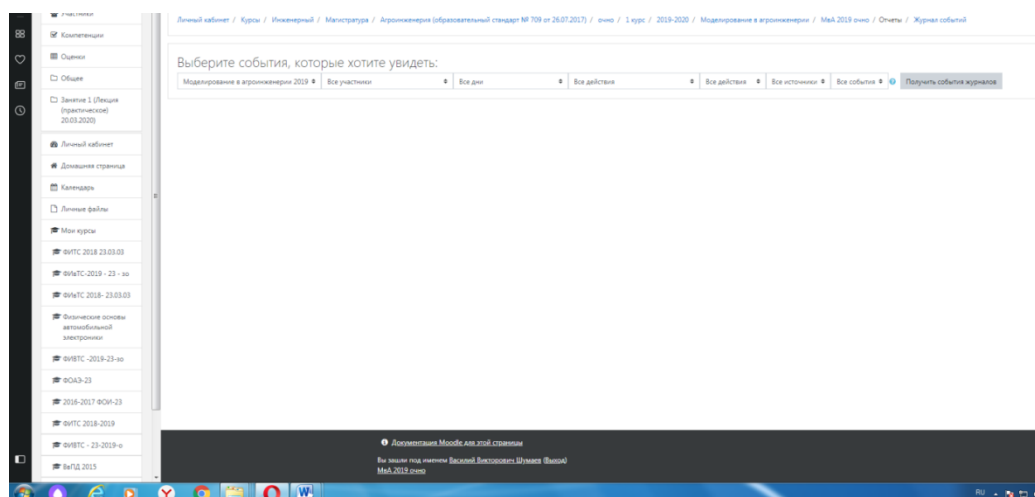 Участники
Компетенции
Оценки
Общее
Занятие 1 (Лекция
(практическое)
20.03.2020)
Личный кабинет
Домашняя страница
Календарь
Личные файлы
Мои курсы
ФИТС 2018 23.03.03
ФИвТС-2019 - 23 - зо
ФИвТС 2018- 23.03.03
Физические основы
автомобильной
электроники
ФИВТС -2019-23-зо
ФОАЭ-23
2016-2017 ФОИ-23
ФИТС 2018-2019
ФИВТС - 23-2019-о
ВвПД 2015
Личный кабинет / Курсы / Инженерный / Магистратура / Агроинженерия (образовательный стандарт № 709 от 26.07.2017) / очно / 1 курс / 2019-2020 / Моделирование в агроинженерии / МвА 2019 очно / Отчеты / Журнал событий
Выберите события, которые хотите увидеть:
Моделирование в агроинженерии 2019 Все участники Все дни Все действия Все действия Все источники Все события Получить события журналов
Документация Moodle для этой страницы
Вы зашли под именем Василий Викторович Шумаев (Выход)
МвА 2019 очно
RU